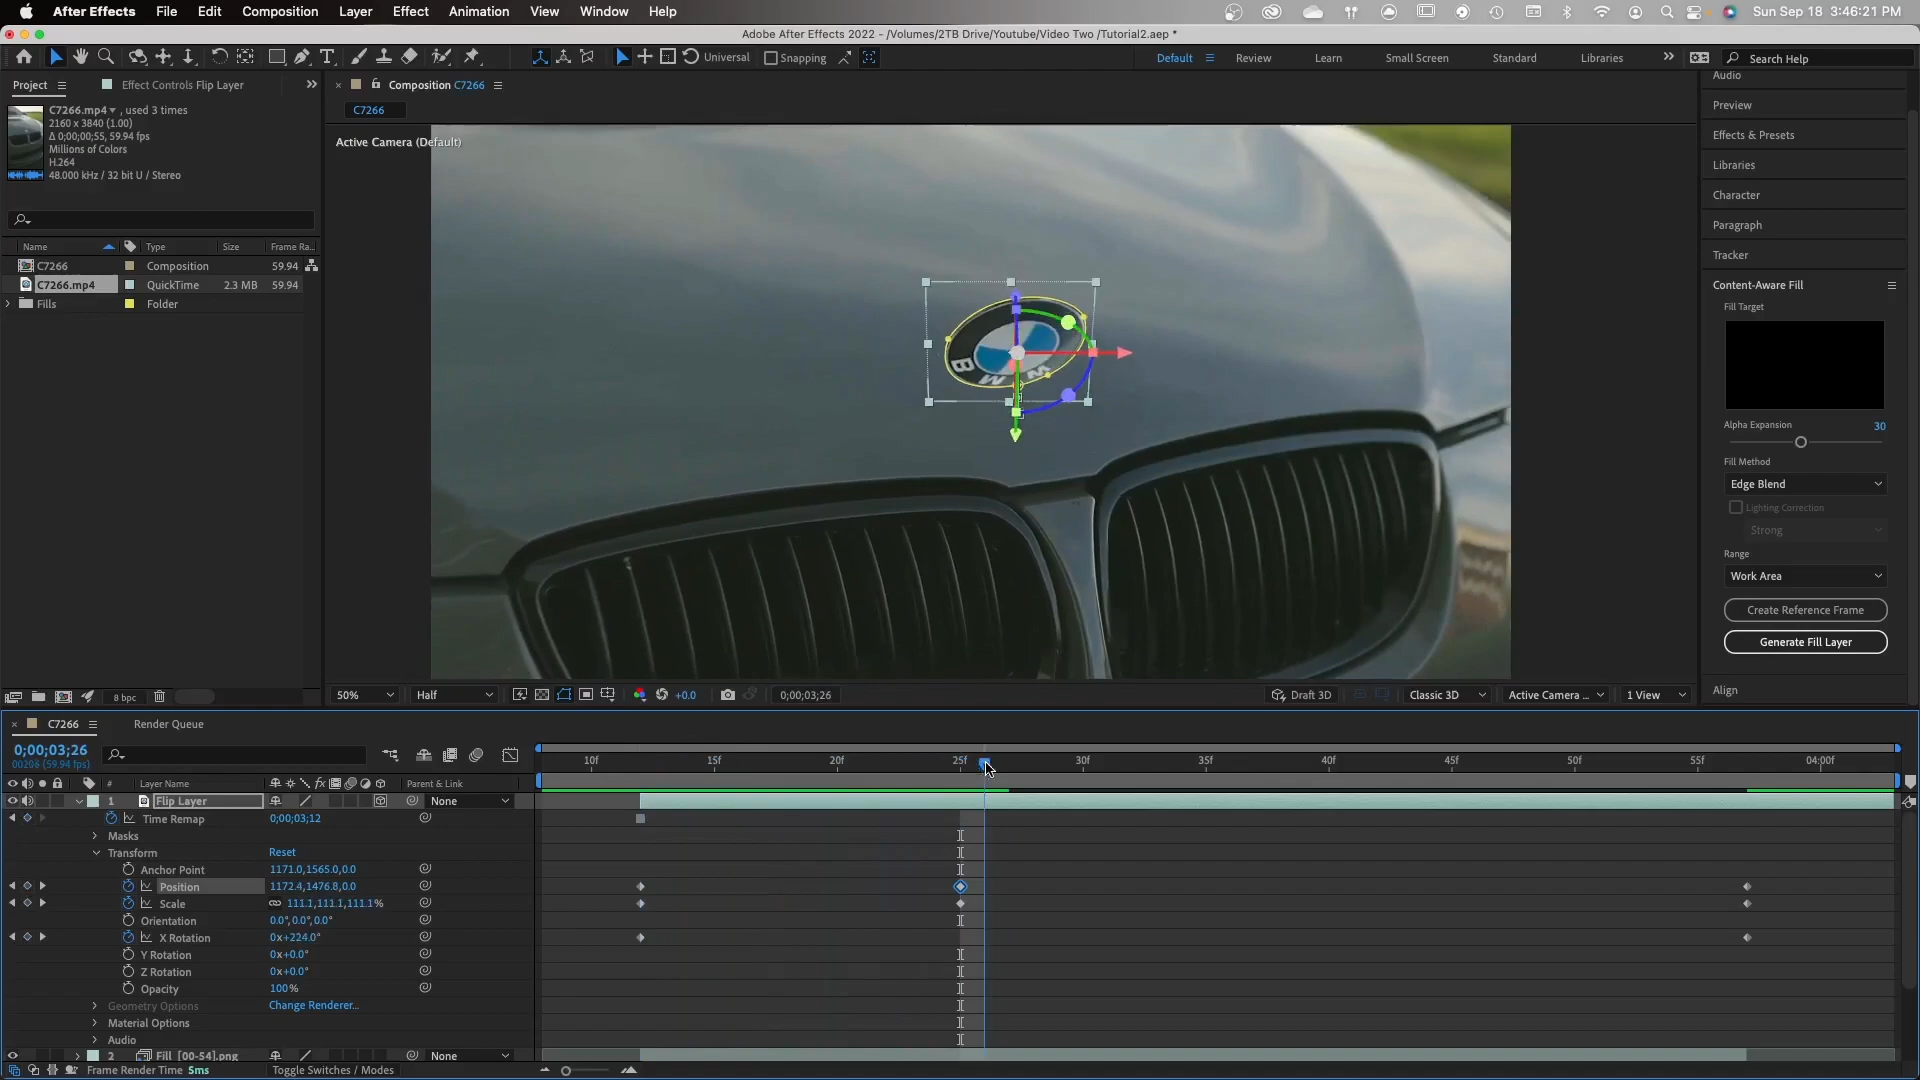 After Effects File Edit Composition Layer Effect Animation View Window Help Sun Sep 18 3:46:21 PM
Adobe After Effects 2022 - /Volumes/2TB Drive/Youtube/Video Two /Tutorial2.aep *
Universal Snapping Default Review Learn Small Screen Standard Libraries Search Help
Project Effect Controls Flip Layer
Composition C7266
C7266
C7266.mp4 , used 3 times
2160 x 3840 (1.00)
Δ 0;00;00;55, 59.94 fps
Millions of Colors
H.264
48.000 kHz / 32 bit U / Stereo
Name Type Size Frame Ra...
C7266 Composition 59.94
C7266.mp4 QuickTime 2.3 MB 59.94
Fills Folder
8 bpc
Active Camera (Default)
B M W
50% Half +0.0 0;00;03;26 Draft 3D Classic 3D Active Camera ... 1 View
Audio
Preview
Effects & Presets
Libraries
Character
Paragraph
Tracker
Content-Aware Fill
Fill Target
Alpha Expansion 30
Fill Method
Edge Blend
Lighting Correction
Strong
Range
Work Area
Create Reference Frame
Generate Fill Layer
Align
C7266 Render Queue
0;00;03;26
00206 (59.94 fps)
10f 15f 20f 25f 30f 35f 40f 45f 50f 55f 04:00f
# Layer Name Parent & Link
1 Flip Layer None
Time Remap 0;00;03;12
Masks
Transform Reset
Anchor Point 1171.0,1565.0,0.0
Position 1172.4,1476.8,0.0
Scale 111.1,111.1,111.1%
Orientation 0.0°,0.0°,0.0°
X Rotation 0x+224.0°
Y Rotation 0x+0.0°
Z Rotation 0x+0.0°
Opacity 100%
Geometry Options Change Renderer...
Material Options
Audio
2 Fill_[00-54].png None
Frame Render Time 5ms Toggle Switches / Modes